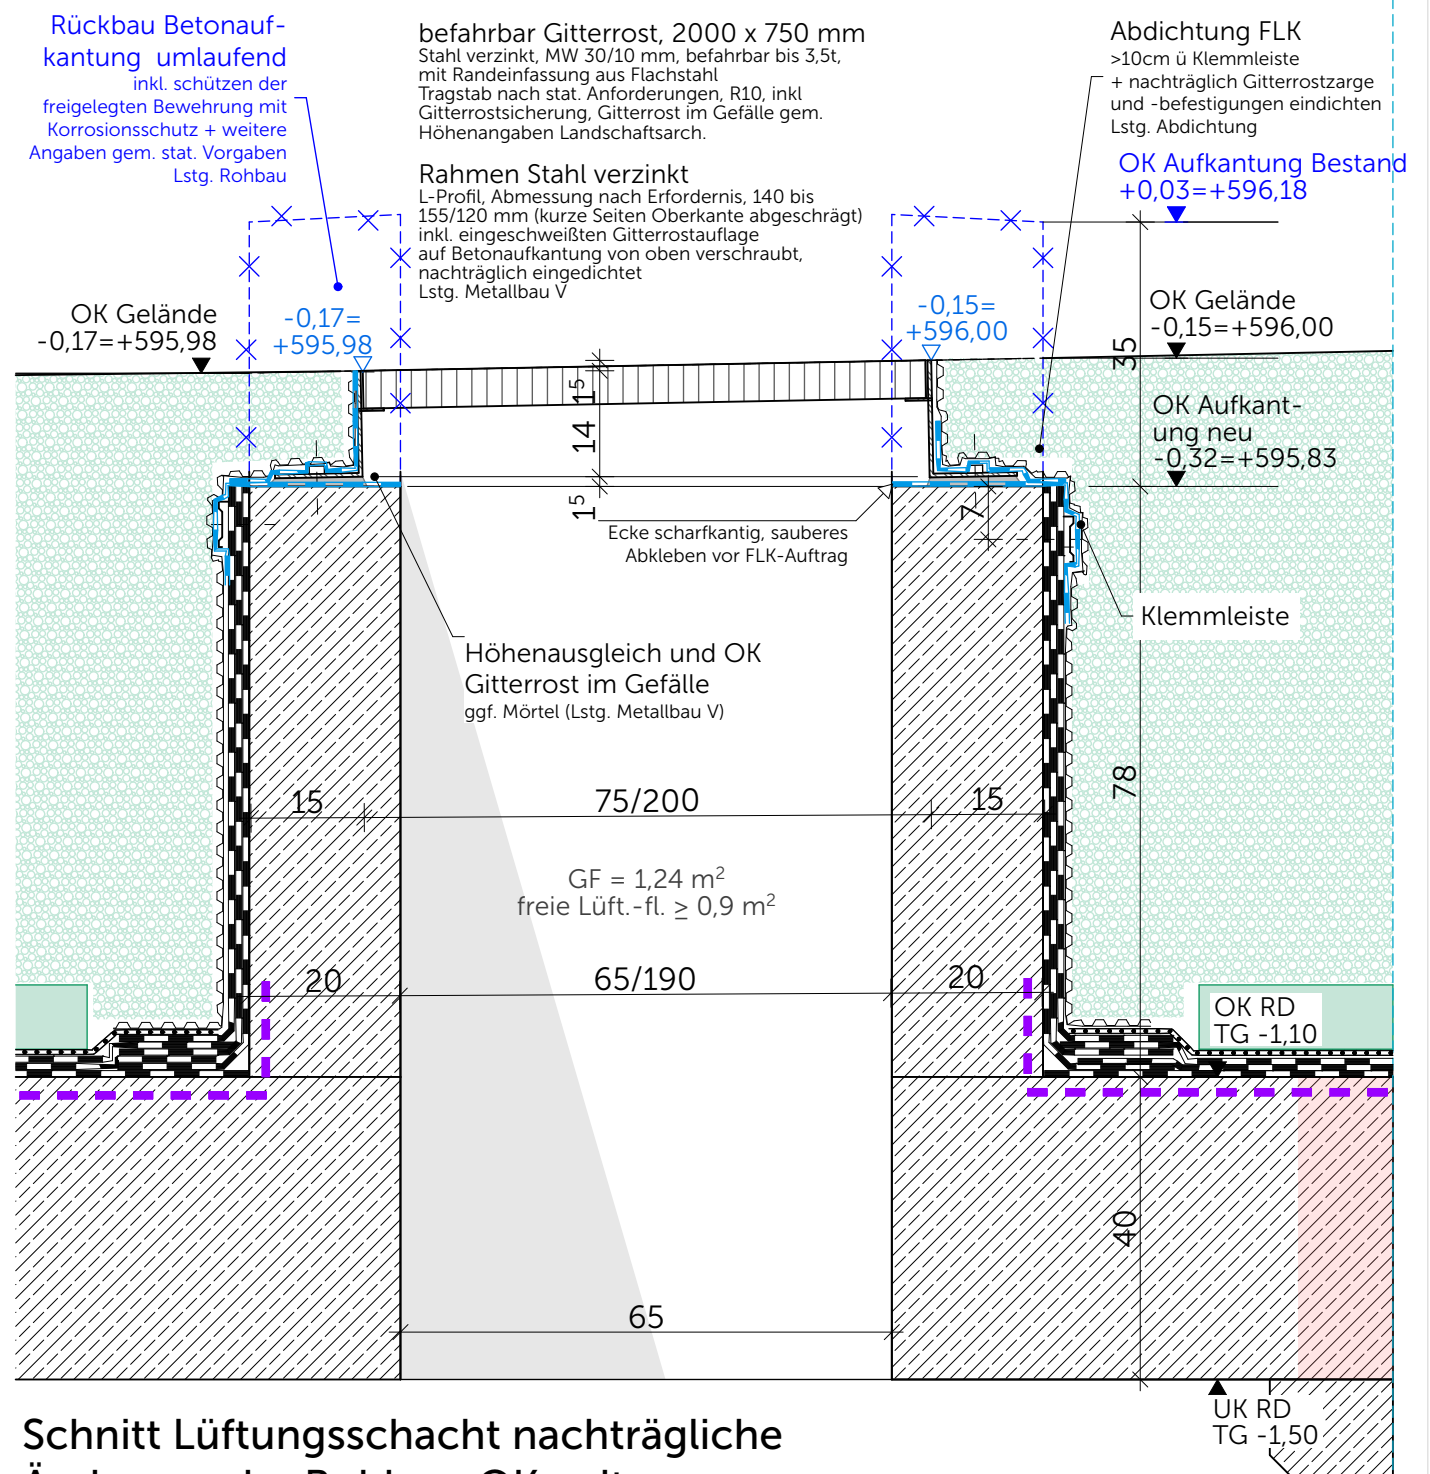 Rückbau Betonauf-
kantung umlaufend
inkl. schützen der
freigelegten Bewehrung mit
Korrosionsschutz + weitere
Angaben gem. stat. Vorgaben
Lstg. Rohbau
befahrbar Gitterrost, 2000 x 750 mm
Stahl verzinkt, MW 30/10 mm, befahrbar bis 3,5t,
mit Randeinfassung aus Flachstahl
Tragstab nach stat. Anforderungen, R10, inkl
Gitterrostsicherung, Gitterrost im Gefälle gem.
Höhenangaben Landschaftsarch.
Rahmen Stahl verzinkt
L-Profil, Abmessung nach Erfordernis, 140 bis
155/120 mm (kurze Seiten Oberkante abgeschrägt)
inkl. eingeschweißten Gitterrostauflage
auf Betonaufkantung von oben verschraubt,
nachträglich eingedichtet
Lstg. Metallbau V
Abdichtung FLK
>10cm ü Klemmleiste
+ nachträglich Gitterrostzarge
und -befestigungen eindichten
Lstg. Abdichtung
OK Aufkantung Bestand
+0,03=+596,18
OK Gelände
-0,17=+595,98
-0,17=
+595,98
-0,15=
+596,00
OK Gelände
-0,15=+596,00
35
1⁵
14
1⁵
OK Aufkant-
ung neu
-0,32=+595,83
7
Ecke scharfkantig, sauberes
Abkleben vor FLK-Auftrag
Klemmleiste
Höhenausgleich und OK
Gitterrost im Gefälle
ggf. Mörtel (Lstg. Metallbau V)
78
15
75/200
15
GF = 1,24 m²
freie Lüft.-fl. ≥ 0,9 m²
20
65/190
20
OK RD
TG -1,10
40
65
UK RD
TG -1,50
Schnitt Lüftungsschacht nachträgliche